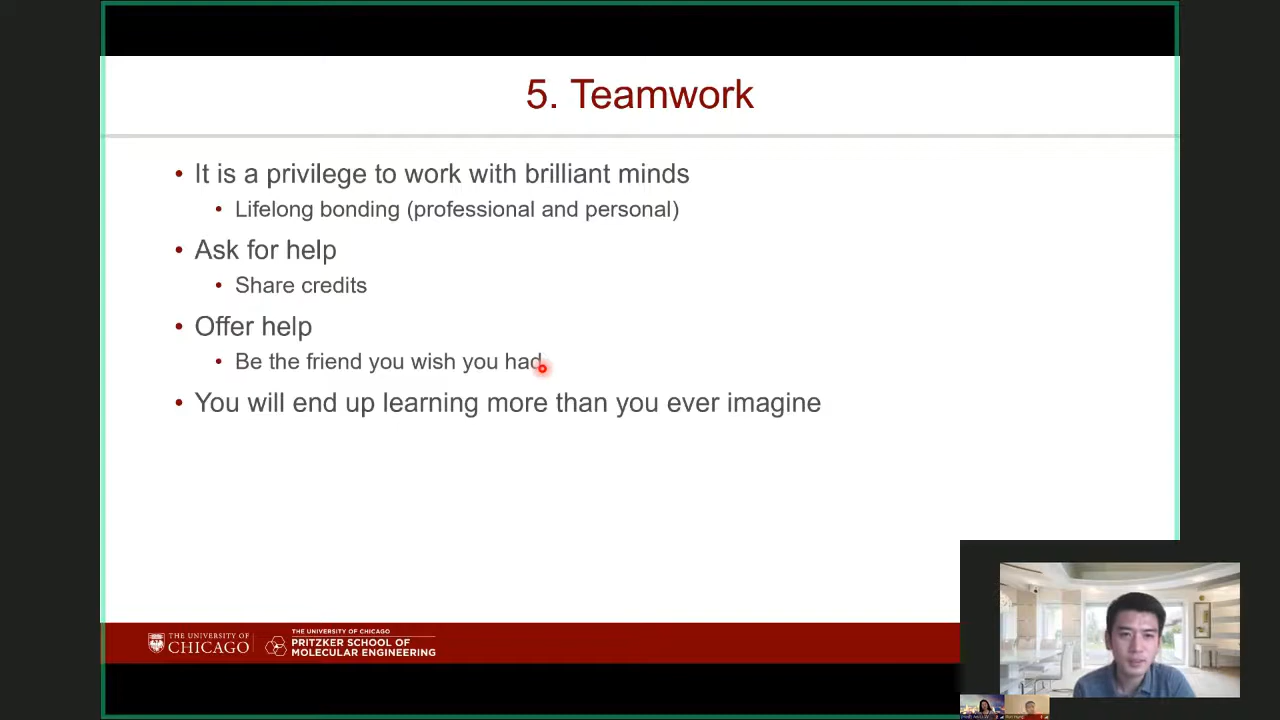 5. Teamwork
• It is a privilege to work with brilliant minds
• Lifelong bonding (professional and personal)
• Ask for help
• Share credits
• Offer help
• Be the friend you wish you had
• You will end up learning more than you ever imagine
THE UNIVERSITY OF
CHICAGO
THE UNIVERSITY OF CHICAGO
PRITZKER SCHOOL OF
MOLECULAR ENGINEERING